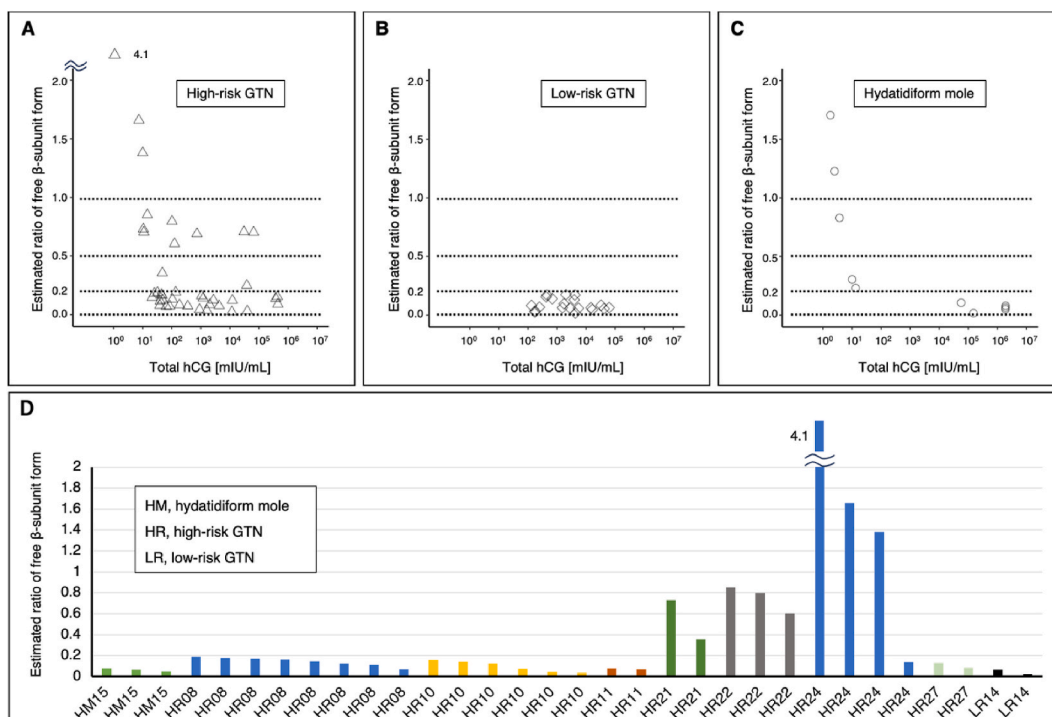 A
4.1
High-risk GTN
Estimated ratio of free β-subunit form
2.0
1.5
1.0
0.5
0.2
0.0
10⁰ 10¹ 10² 10³ 10⁴ 10⁵ 10⁶ 10⁷
Total hCG [mIU/mL]
B
Low-risk GTN
Estimated ratio of free β-subunit form
2.0
1.5
1.0
0.5
0.2
0.0
10⁰ 10¹ 10² 10³ 10⁴ 10⁵ 10⁶ 10⁷
Total hCG [mIU/mL]
C
Hydatidiform mole
Estimated ratio of free β-subunit form
2.0
1.5
1.0
0.5
0.2
0.0
10⁰ 10¹ 10² 10³ 10⁴ 10⁵ 10⁶ 10⁷
Total hCG [mIU/mL]
D
4.1
Estimated ratio of free β-subunit form
2
1.8
1.6
1.4
1.2
1
0.8
0.6
0.4
0.2
0
HM, hydatidiform mole
HR, high-risk GTN
LR, low-risk GTN
HM15 HM15 HM15 HR08 HR08 HR08 HR08 HR08 HR08 HR08 HR08 HR10 HR10 HR10 HR10 HR10 HR10 HR11 HR11 HR21 HR21 HR22 HR22 HR22 HR24 HR24 HR24 HR24 HR27 HR27 LR14 LR14